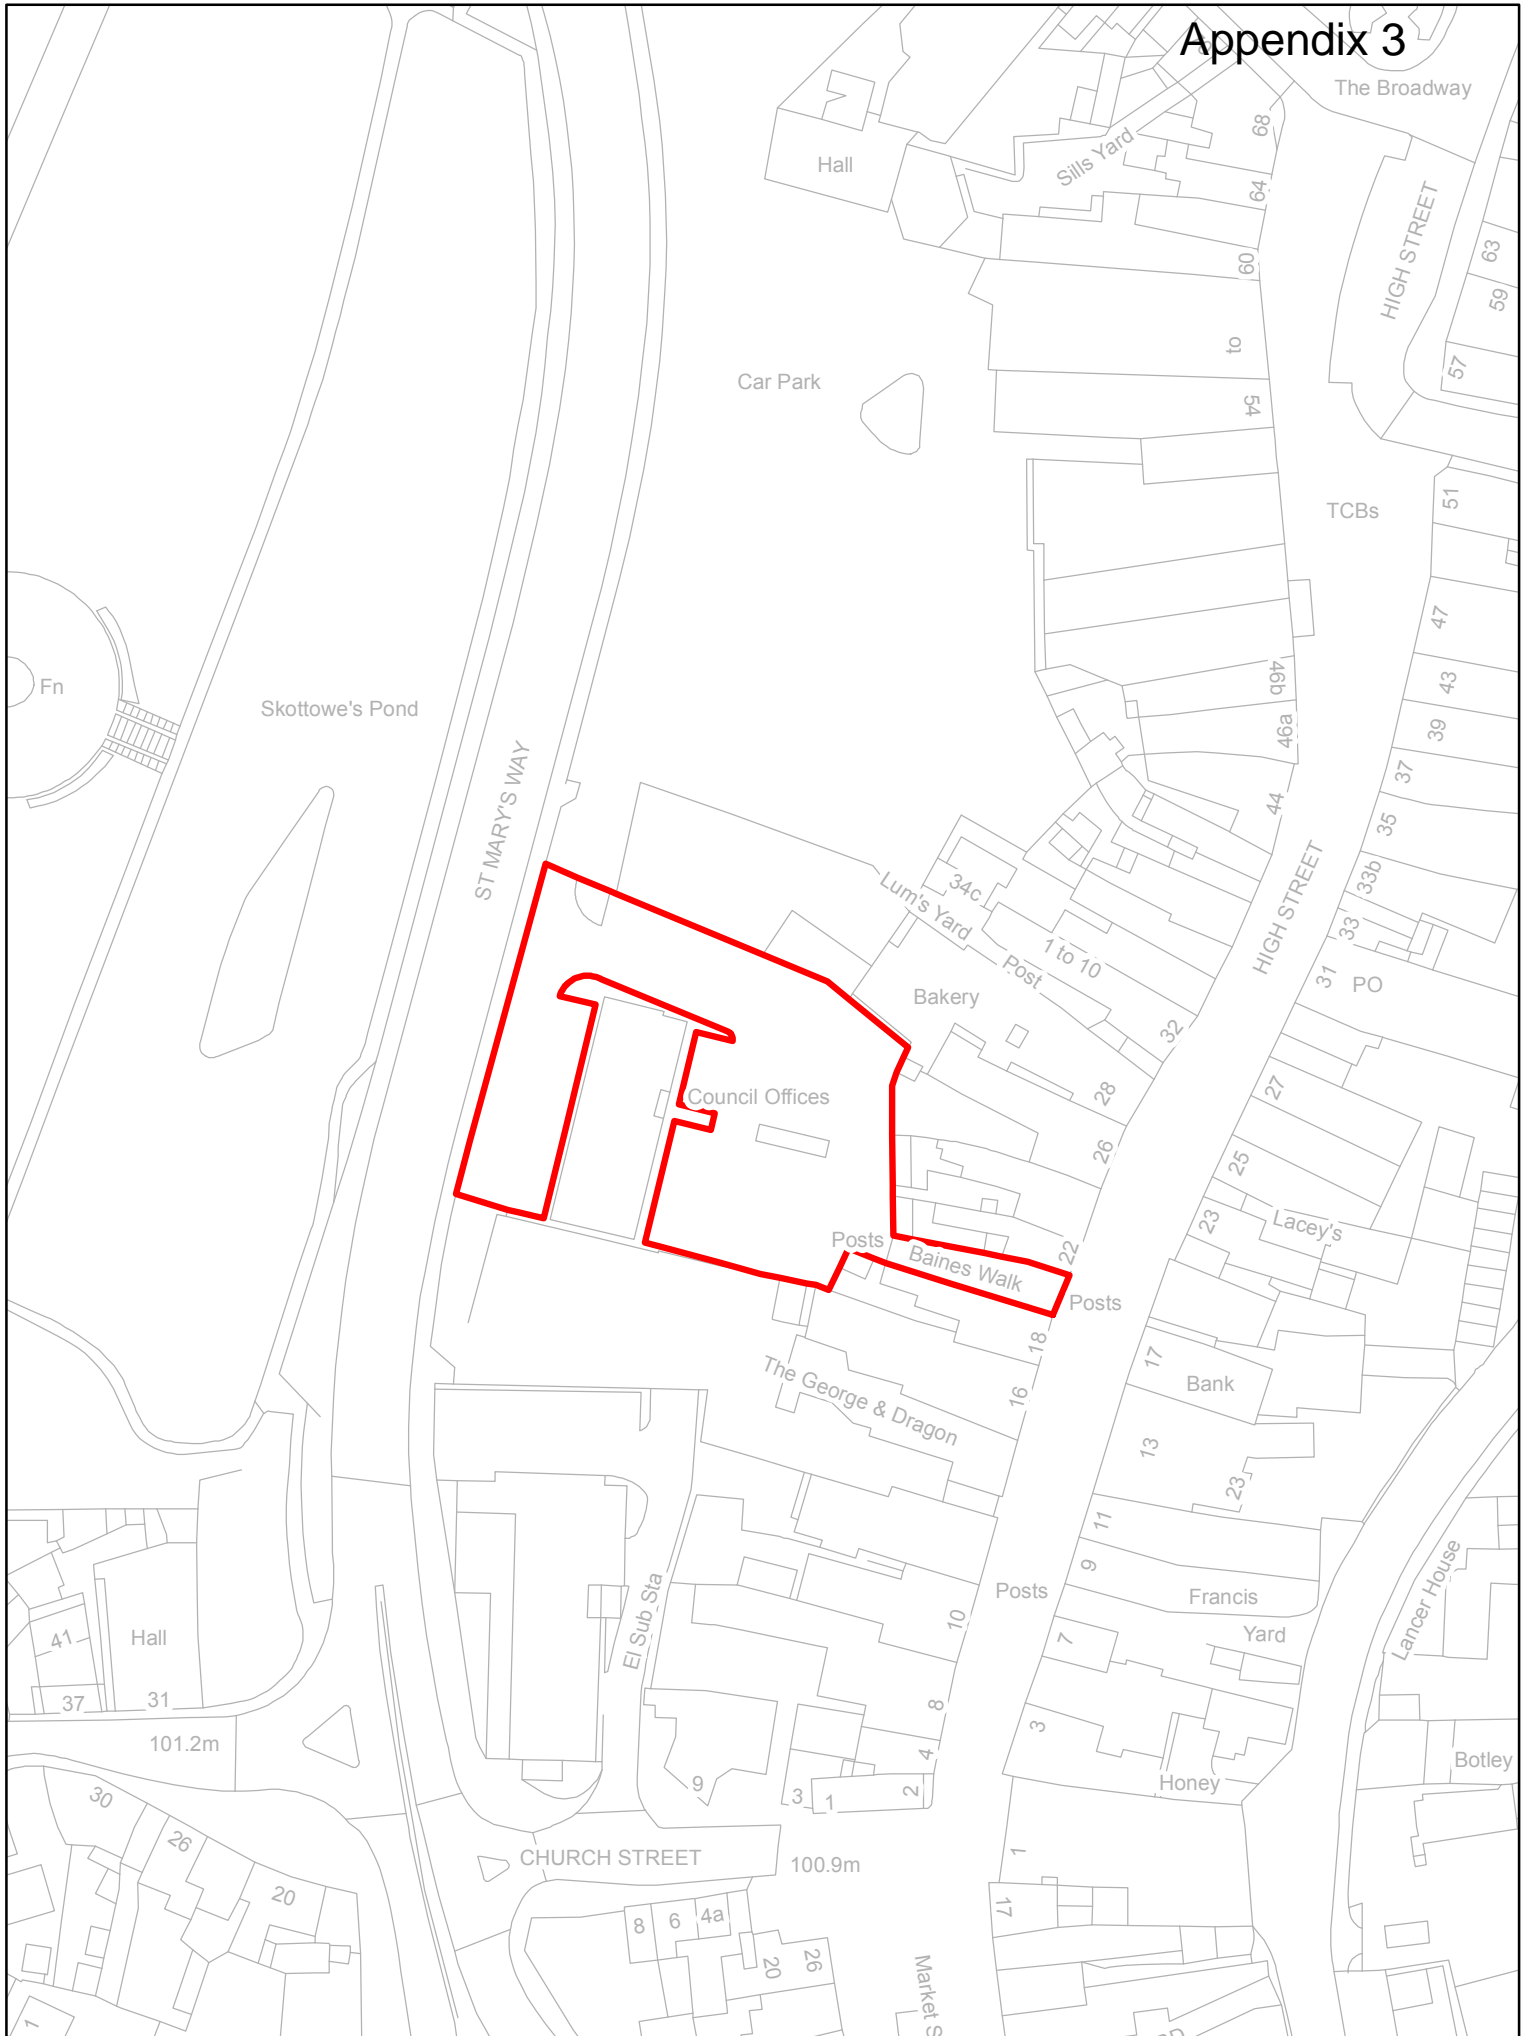 Appendix 3
The Broadway
68
Hall
Sills Yard
64
HIGH STREET
63
60
59
to
57
Car Park
54
51
TCBs
47
46b
43
Fn
Skottowe's Pond
46a
39
37
ST MARY'S WAY
44
35
34c
33b
Lum's Yard
HIGH STREET
33
1 to 10
Post
31
PO
Bakery
32
27
28
Council Offices
26
25
Lacey's
23
Posts
22
Baines Walk
Posts
18
17
The George & Dragon
16
Bank
13
23
11
9
Posts
Francis
Lancer House
10
El Sub Sta
Yard
41
Hall
7
37
31
8
3
101.2m
4
Botley
9
Honey
2
3
1
30
26
CHURCH STREET
100.9m
1
20
17
8
6
4a
20
26
Market S
1